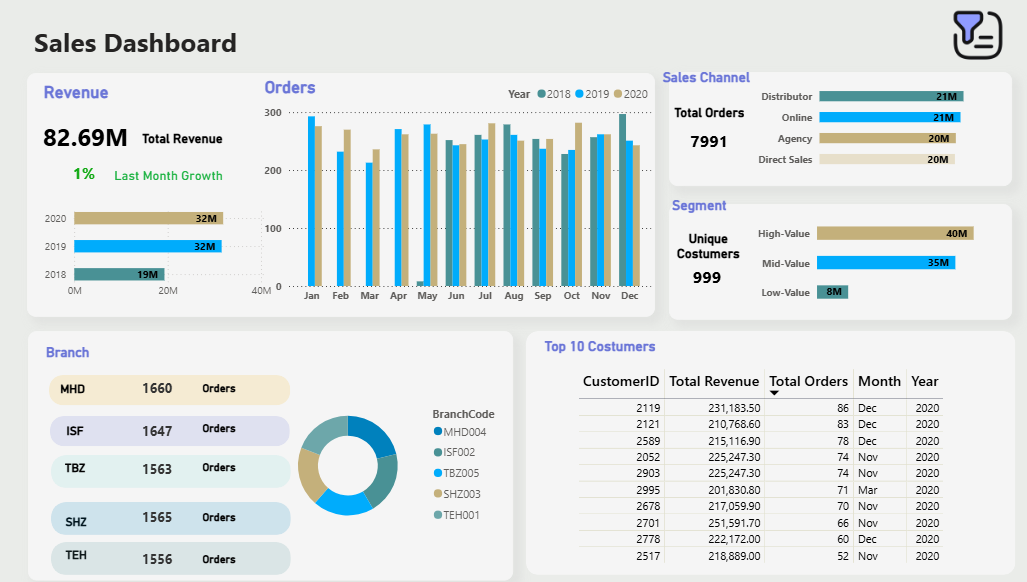 Sales Dashboard
Revenue
82.69M Total Revenue
1% Last Month Growth
2020 32M
2019 32M
2018 19M
0M 20M 40M
Orders
Year 2018 2019 2020
300
200
100
0
Jan Feb Mar Apr May Jun Jul Aug Sep Oct Nov Dec
Sales Channel
Total Orders
7991
Distributor 21M
Online 21M
Agency 20M
Direct Sales 20M
Segment
Unique
Costumers
999
High-Value 40M
Mid-Value 35M
Low-Value 8M
Branch
MHD 1660 Orders
ISF 1647 Orders
TBZ 1563 Orders
SHZ 1565 Orders
TEH 1556 Orders
BranchCode
MHD004
ISF002
TBZ005
SHZ003
TEH001
Top 10 Costumers
CustomerID Total Revenue Total Orders Month Year
2119 231,183.50 86 Dec 2020
2121 210,768.60 83 Dec 2020
2589 215,116.90 78 Dec 2020
2052 225,247.30 74 Nov 2020
2903 225,247.30 74 Nov 2020
2995 201,830.80 71 Mar 2020
2678 217,059.90 70 Nov 2020
2701 251,591.70 66 Nov 2020
2778 222,172.00 60 Dec 2020
2517 218,889.00 52 Nov 2020